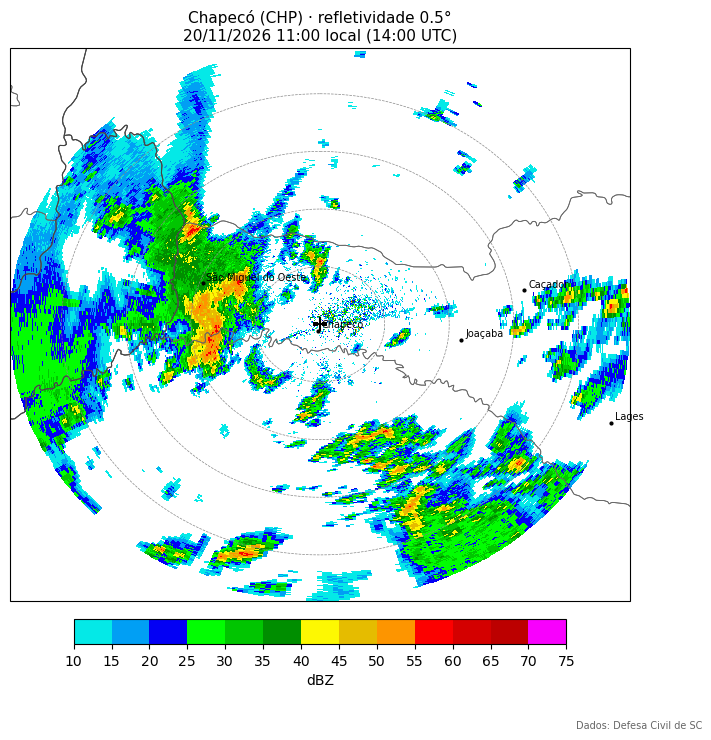 Chapecó (CHP) · refletividade 0.5°
20/11/2026 11:00 local (14:00 UTC)
São Miguel do Oeste
Caçador
Chapecó
Joaçaba
Lages
10 15 20 25 30 35 40 45 50 55 60 65 70 75
dBZ
Dados: Defesa Civil de SC